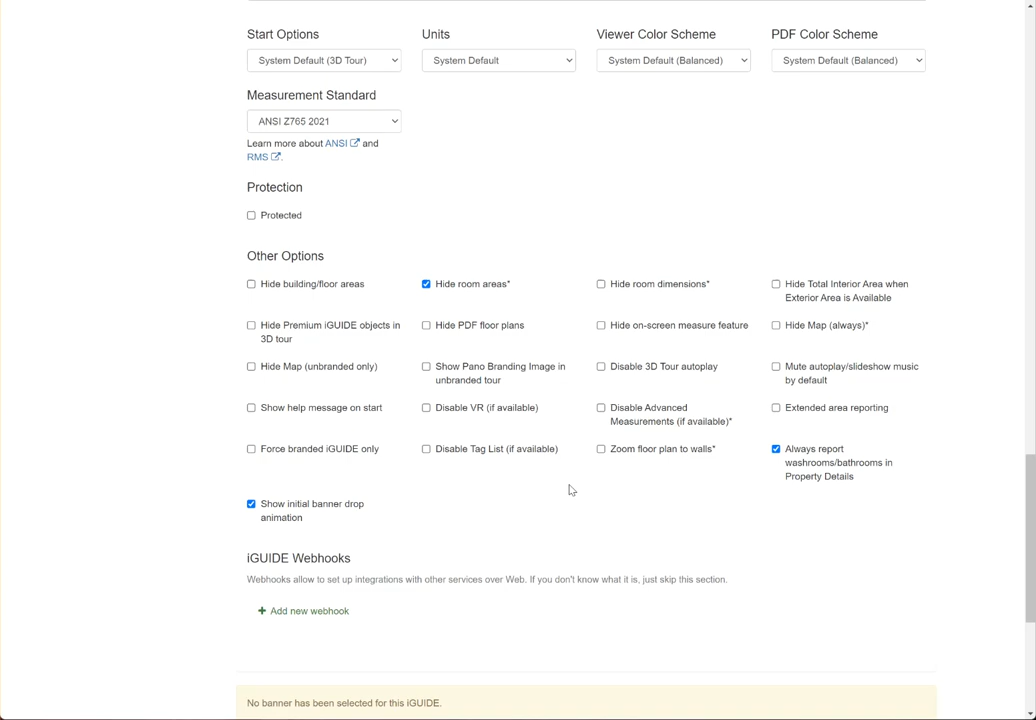 Start Options
Units
Viewer Color Scheme
PDF Color Scheme
System Default (3D Tour)
System Default
System Default (Balanced)
System Default (Balanced)
Measurement Standard
ANSI Z765 2021
Learn more about ANSI and
RMS.
Protection
Protected
Other Options
Hide building/floor areas
Hide room areas*
Hide room dimensions*
Hide Total Interior Area when
Exterior Area is Available
Hide Premium iGUIDE objects in
3D tour
Hide PDF floor plans
Hide on-screen measure feature
Hide Map (always)*
Hide Map (unbranded only)
Show Pano Branding Image in
unbranded tour
Disable 3D Tour autoplay
Mute autoplay/slideshow music
by default
Show help message on start
Disable VR (if available)
Disable Advanced
Measurements (if available)*
Extended area reporting
Force branded iGUIDE only
Disable Tag List (if available)
Zoom floor plan to walls*
Always report
washrooms/bathrooms in
Property Details
Show initial banner drop
animation
iGUIDE Webhooks
Webhooks allow to set up integrations with other services over Web. If you don't know what it is, just skip this section.
+ Add new webhook
No banner has been selected for this iGUIDE.